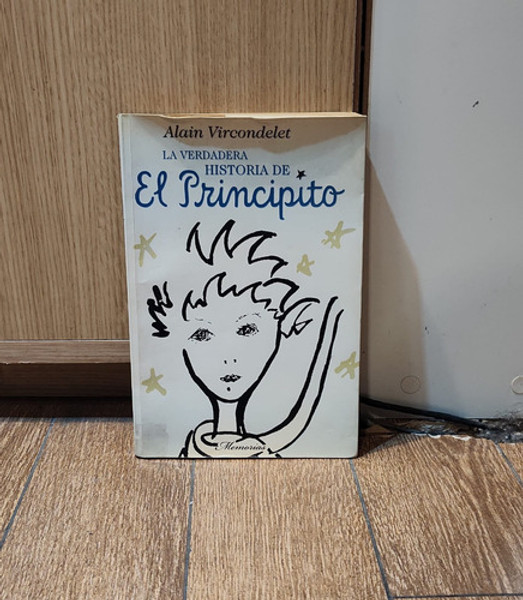 Alain Vircondelet
LA VERDADERA
HISTORIA DE
El Principito
Memorias